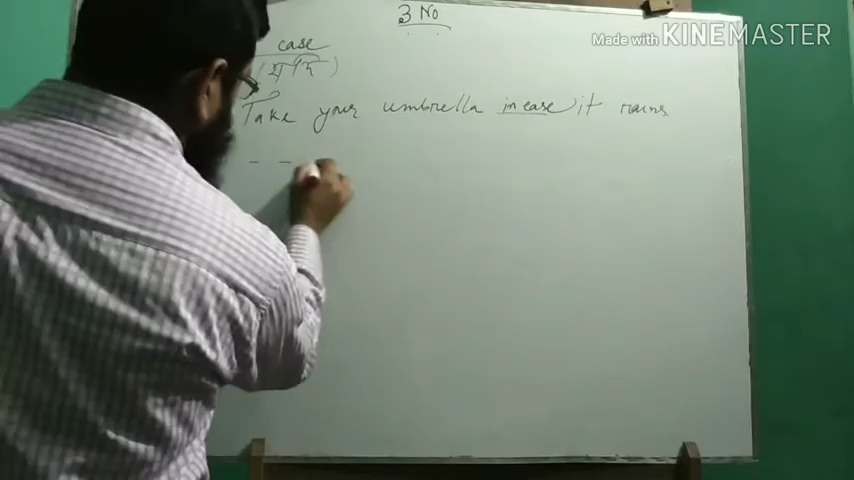 3 No
Made with KINEMASTER
case
(যদি)
Take your umbrella in case it rains
- -